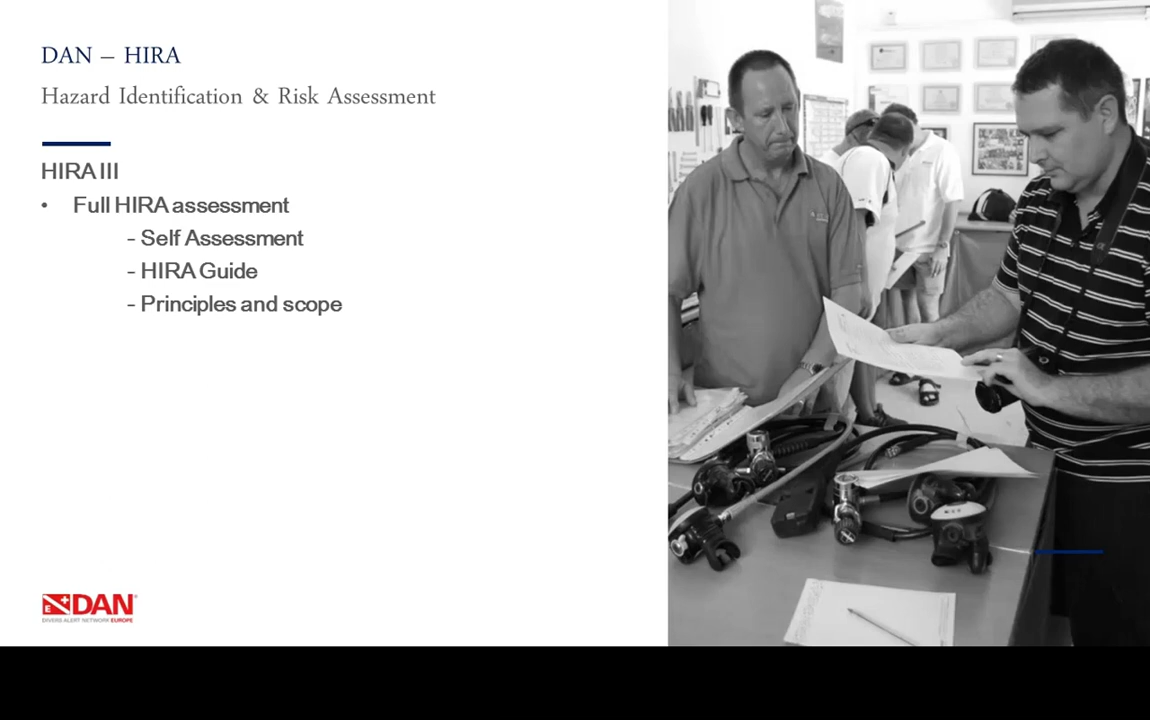 DAN – HIRA
Hazard Identification & Risk Assessment
HIRA III
• Full HIRA assessment
- Self Assessment
- HIRA Guide
- Principles and scope
E DAN
DIVERS ALERT NETWORK EUROPE